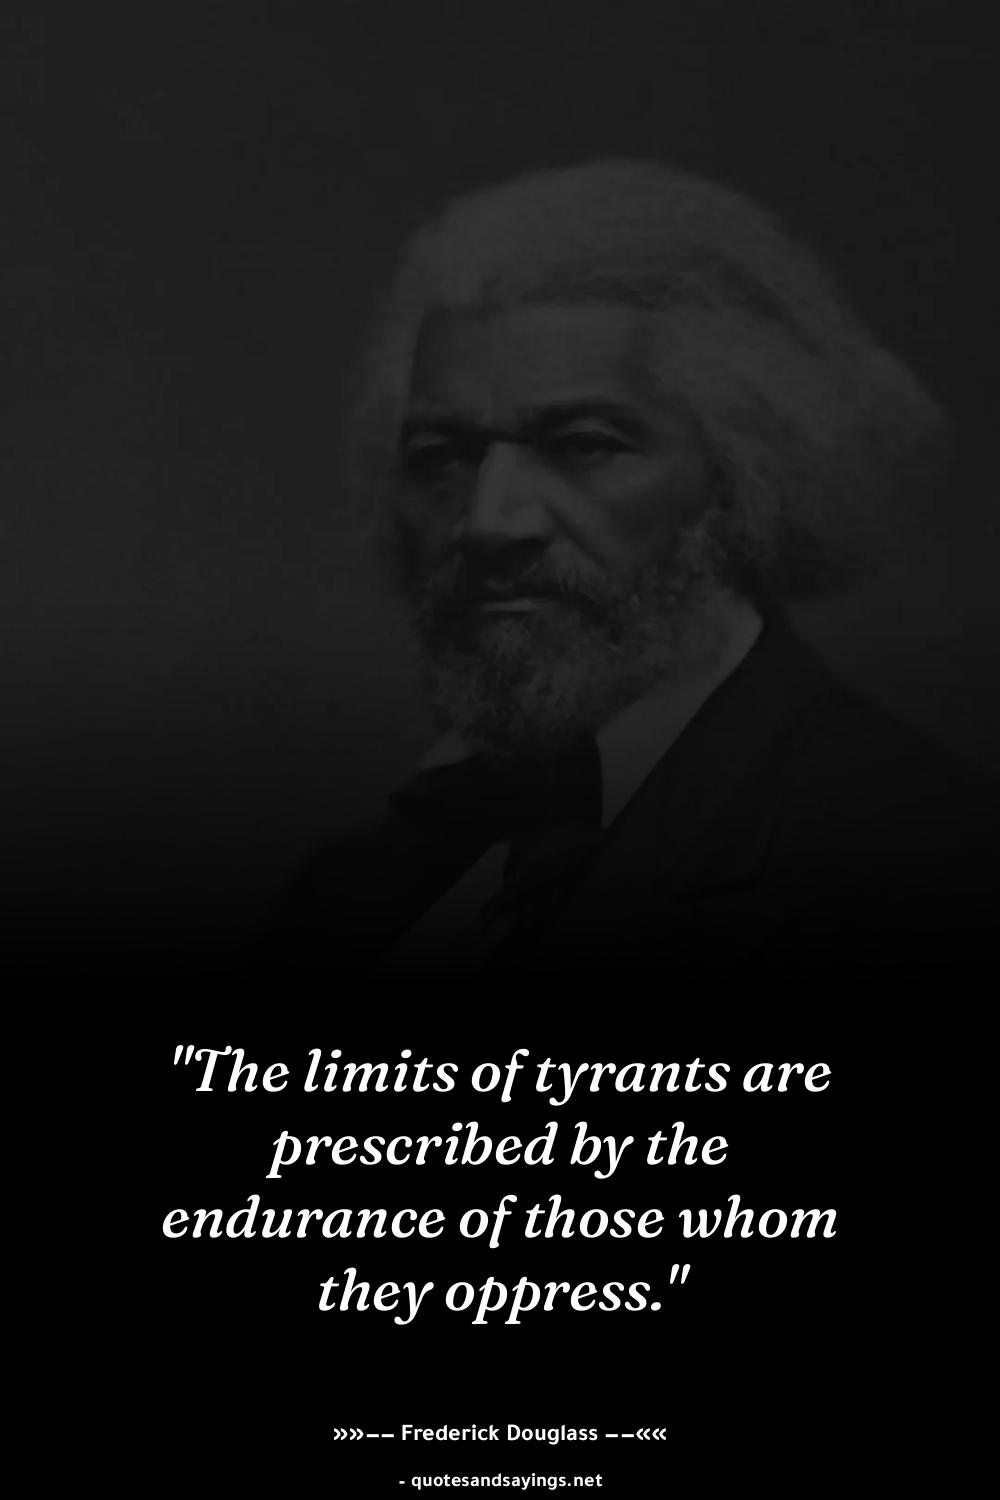 "The limits of tyrants are
prescribed by the
endurance of those whom
they oppress."
»»—— Frederick Douglass ——««
- quotesandsayings.net